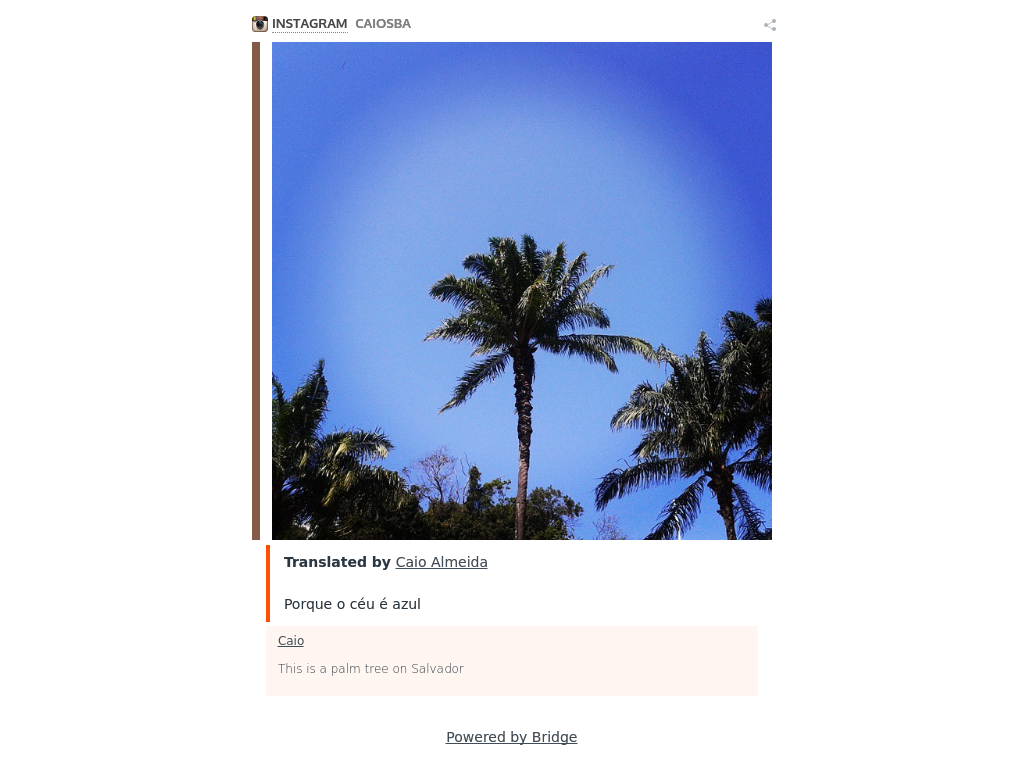 INSTAGRAM CAIOSBA
Translated by Caio Almeida
Porque o céu é azul
Caio
This is a palm tree on Salvador
Powered by Bridge